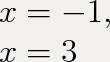 x = −1,
x = 3